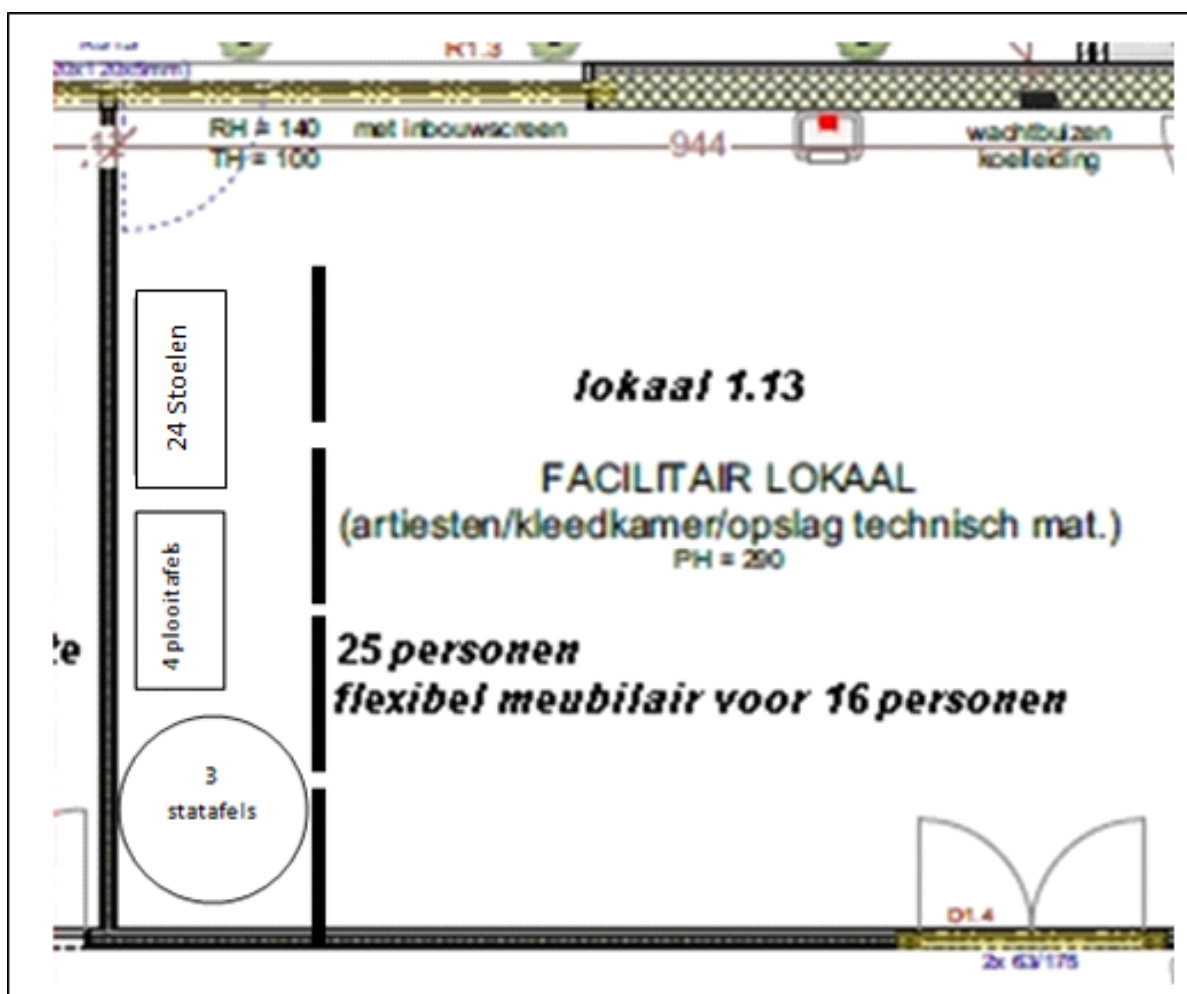 R1.3
RH = 140
TH = 100
met inbouwscreen
944
wachtbuizen
koelleiding
24 Stoelen
lokaal 1.13
FACILITAIR LOKAAL
(artiesten/kleedkamer/opslag technisch mat.)
PH = 290
4 plooitafels
25 personen
flexibel meubilair voor 16 personen
3
statafels
D1.4
2x 63/175